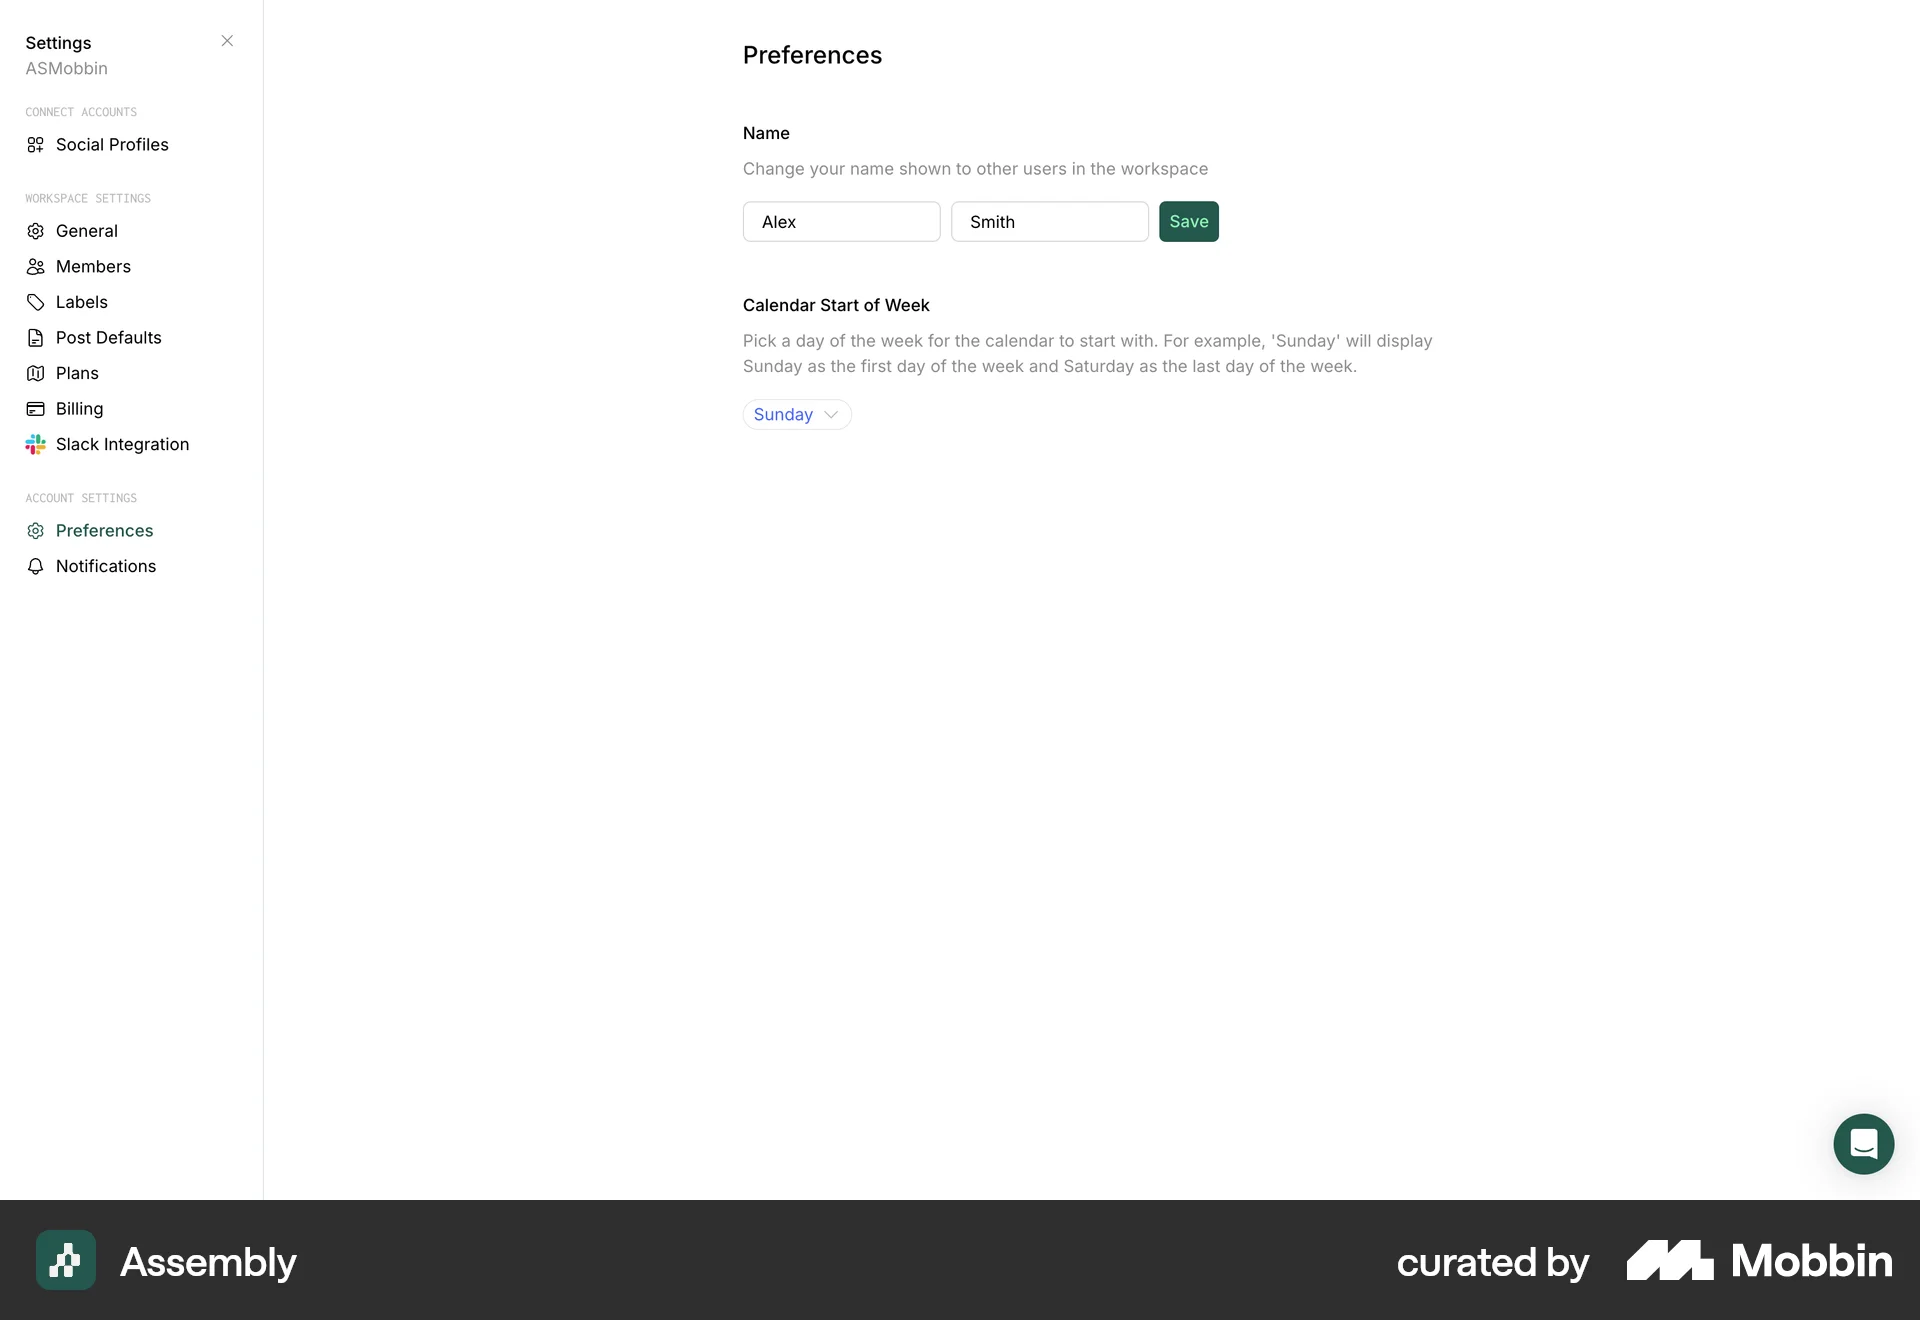 Settings
ASMobbin
CONNECT ACCOUNTS
Social Profiles
WORKSPACE SETTINGS
General
Members
Labels
Post Defaults
Plans
Billing
Slack Integration
ACCOUNT SETTINGS
Preferences
Notifications
Preferences
Name
Change your name shown to other users in the workspace
Alex Smith Save
Calendar Start of Week
Pick a day of the week for the calendar to start with. For example, 'Sunday' will display
Sunday as the first day of the week and Saturday as the last day of the week.
Sunday
Assembly
curated by Mobbin